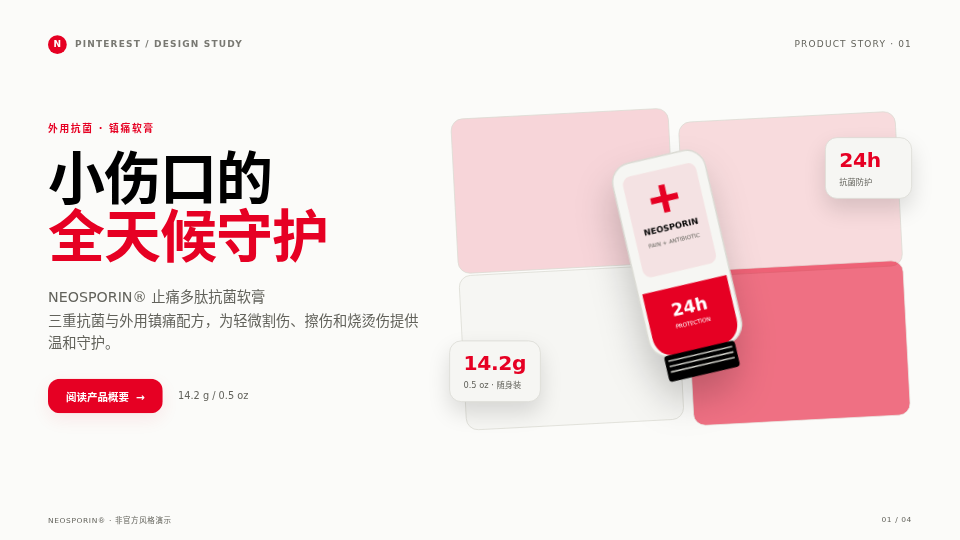 N PINTEREST / DESIGN STUDY
PRODUCT STORY · 01
外用抗菌 · 镇痛软膏
小伤口的
全天候守护
NEOSPORIN® 止痛多肽抗菌软膏
三重抗菌与外用镇痛配方，为轻微割伤、擦伤和烧烫伤提供
温和守护。
阅读产品概要 →
14.2 g / 0.5 oz
24h
抗菌防护
NEOSPORIN
PAIN + ANTIBIOTIC
24h
PROTECTION
14.2g
0.5 oz · 随身装
NEOSPORIN® · 非官方风格演示
01 / 04